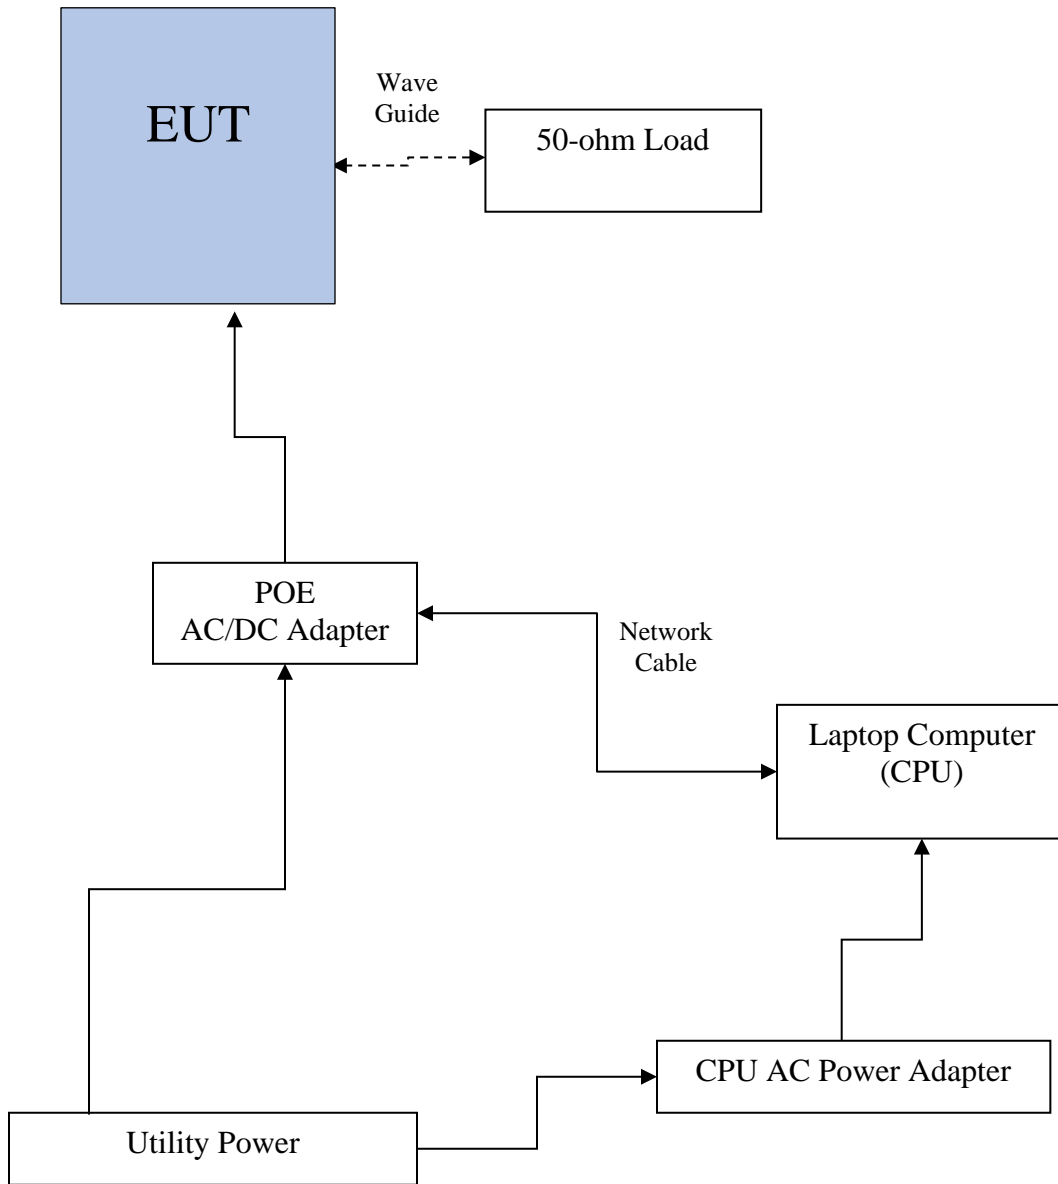 EUT
Wave
Guide
50-ohm Load
POE
AC/DC Adapter
Network
Cable
Laptop Computer
(CPU)
CPU AC Power Adapter
Utility Power